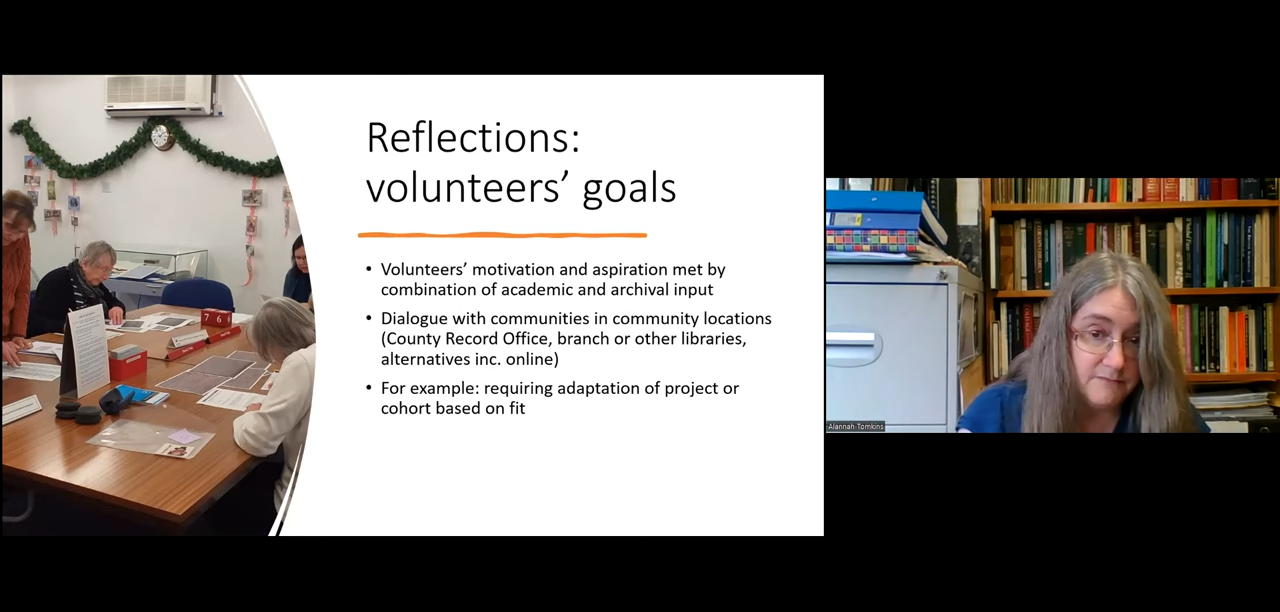 Reflections:
volunteers’ goals
• Volunteers’ motivation and aspiration met by
combination of academic and archival input
• Dialogue with communities in community locations
(County Record Office, branch or other libraries,
alternatives inc. online)
• For example: requiring adaptation of project or
cohort based on fit
7 6
Alannah Tomkins